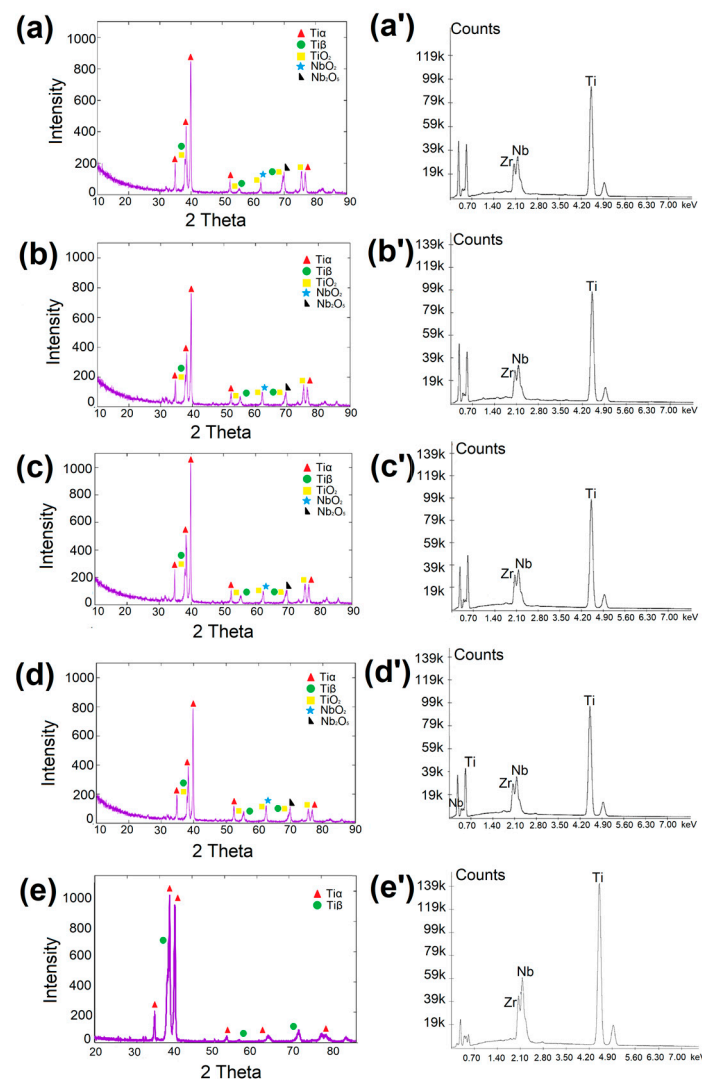 (a)
1000
800
600
400
200
0
Intensity
10 20 30 40 50 60 70 80 90
2 Theta
Tiα
Tiβ
TiO₂
NbO₂
Nb₂O₅
(a')
Counts
119k
99k
79k
59k
39k
19k
Zr
Nb
Ti
0.70 1.40 2.10 2.80 3.50 4.20 4.90 5.60 6.30 7.00 keV
(b)
1000
800
600
400
200
0
Intensity
10 20 30 40 50 60 70 80 90
2 Theta
Tiα
Tiß
TiO₂
NbO₂
Nb₂O₅
(b')
Counts
139k
119k
99k
79k
59k
39k
19k
Zr
Nb
Ti
0.70 1.40 2.10 2.80 3.50 4.20 4.90 5.60 6.30 7.00 keV
(c)
1000
800
600
400
200
0
Intensity
10 20 30 40 50 60 70 80 90
2 Theta
Tiα
Tiß
TiO₂
NbO₂
Nb₂O₅
(c')
Counts
139k
119k
99k
79k
59k
39k
19k
Zr
Nb
Ti
0.70 1.40 2.10 2.80 3.50 4.20 4.90 5.60 6.30 7.00 keV
(d)
1000
800
600
400
200
0
Intensity
10 20 30 40 50 60 70 80 90
2 Theta
Tiα
Tiß
TiO₂
NbO₂
Nb₂O₅
(d')
Counts
139k
119k
99k
79k
59k
39k
19k
Nb
Ti
Zr
Nb
Ti
0.70 1.40 2.10 2.80 3.50 4.20 4.90 5.60 6.30 7.00 keV
(e)
1000
800
600
400
200
0
Intensity
20 30 40 50 60 70 80
2 Theta
Tiα
Tiß
(e')
Counts
139k
119k
99k
79k
59k
39k
19k
Zr
Nb
Ti
0.70 1.40 2.10 2.80 3.50 4.20 4.90 5.60 6.30 7.00 keV